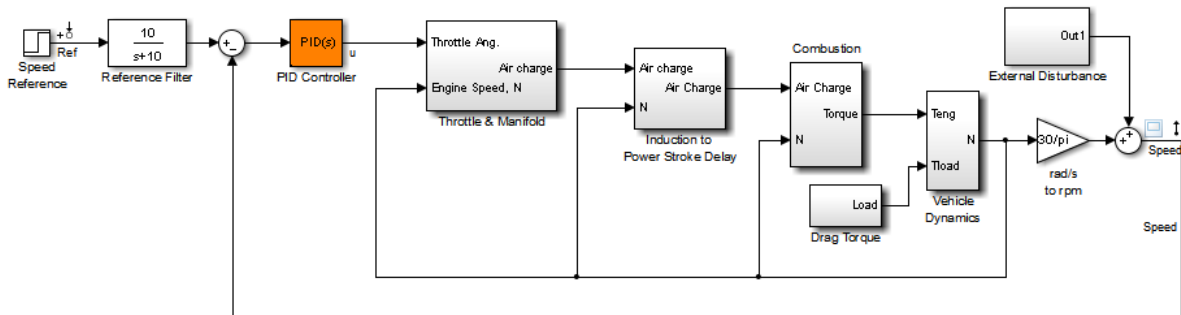 Ref
Speed
Reference
10
s+10
Reference Filter
+
-
PID(s)
u
PID Controller
Throttle Ang.
Air charge
Engine Speed, N
Throttle & Manifold
Air charge
Air Charge
N
Induction to
Power Stroke Delay
Combustion
Air Charge
Torque
N
Load
Drag Torque
Teng
N
Tload
Vehicle
Dynamics
30/pi
rad/s
to rpm
Out1
External Disturbance
+
+
Speed
Speed